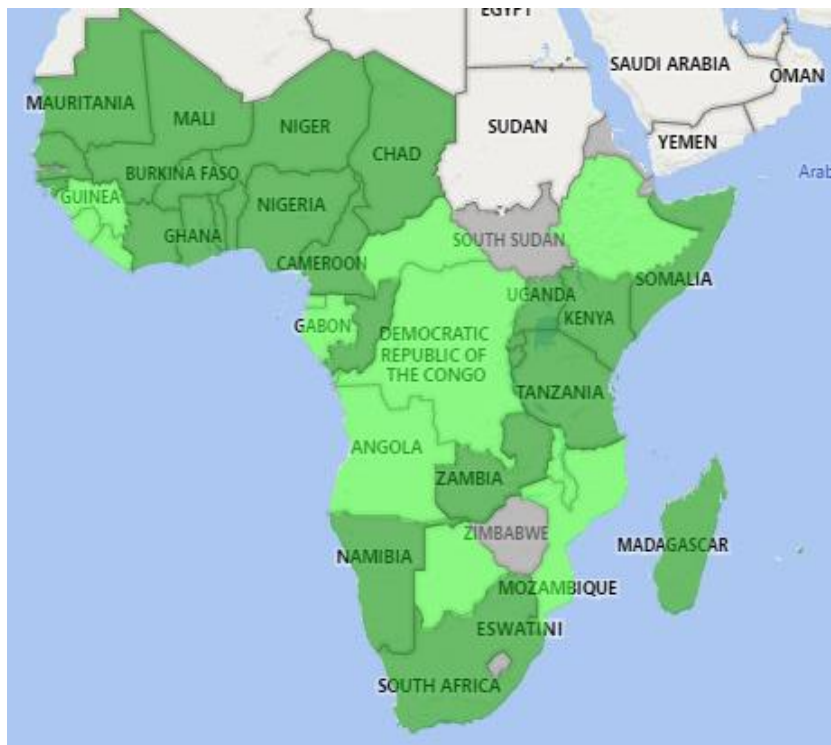 EGYPT
SAUDI ARABIA
OMAN
MAURITANIA
MALI
NIGER
SUDAN
YEMEN
CHAD
Arab
BURKINA FASO
GUINEA
NIGERIA
GHANA
SOUTH SUDAN
CAMEROON
SOMALIA
UGANDA
GABON
KENYA
DEMOCRATIC
REPUBLIC OF
THE CONGO
TANZANIA
ANGOLA
ZAMBIA
ZIMBABWE
MADAGASCAR
NAMIBIA
MOZAMBIQUE
ESWATINI
SOUTH AFRICA